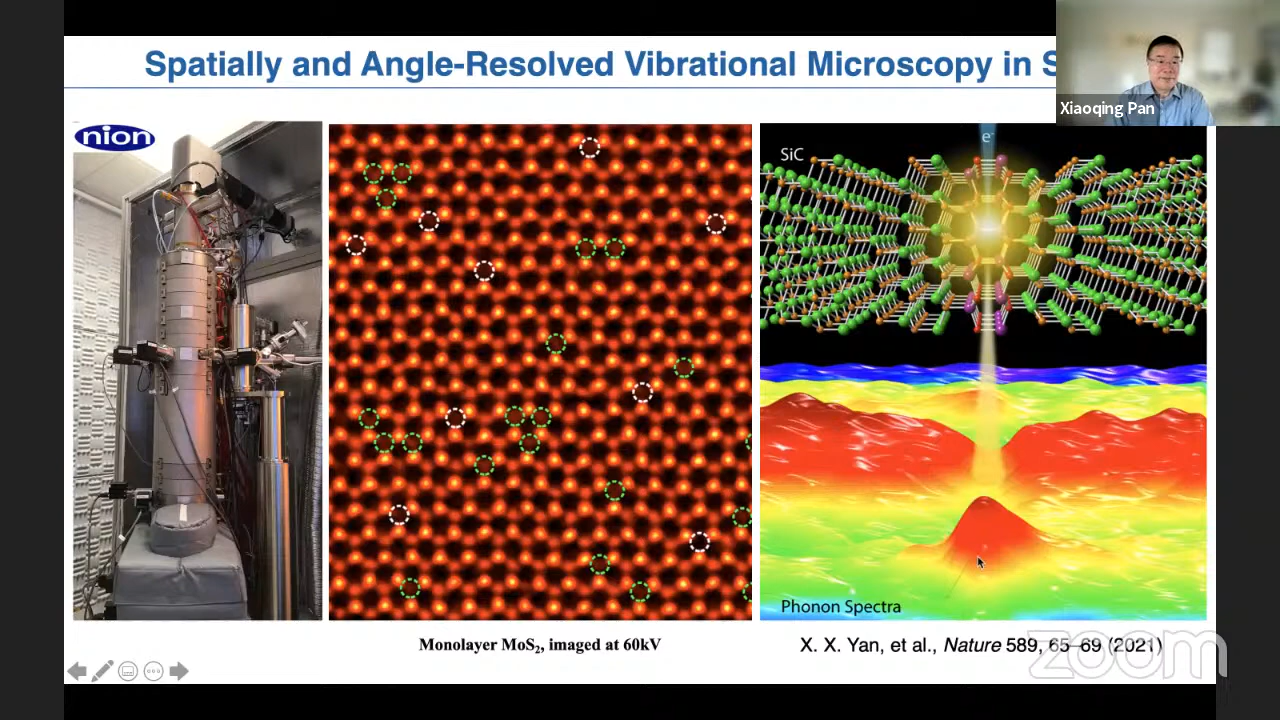 Spatially and Angle-Resolved Vibrational Microscopy in S
Xiaoqing Pan
nion
e-
SiC
Phonon Spectra
Monolayer MoS₂, imaged at 60kV
X. X. Yan, et al., Nature 589, 65–69 (2021)
zoom